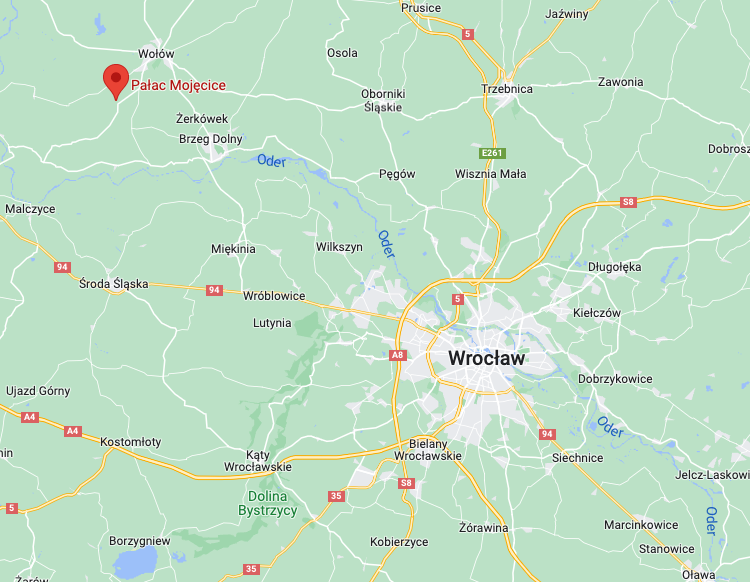 Prusice
Jaźwiny
5
Osola
Wołów
Pałac Mojęcice
Oborniki
Śląskie
Trzebnica
Zawonia
Żerkówek
Brzeg Dolny
Dobrosz
E261
Oder
Pęgów
Wisznia Mała
Malczyce
S8
Miękinia
Wilkszyn
Oder
94
Długołęka
Środa Śląska
94
Wróblowice
5
Kiełczów
Lutynia
A8
Wrocław
Dobrzykowice
Ujazd Górny
A4
A4
Oder
94
Kostomłoty
Bielany
Wrocławskie
nin
Kąty
Wrocławskie
Siechnice
Jelcz-Laskowi
S8
35
Dolina
Bystrzycy
5
Oder
Żórawina
Marcinkowice
Borzygniew
Kobierzyce
Stanowice
35
Żarów
Oława